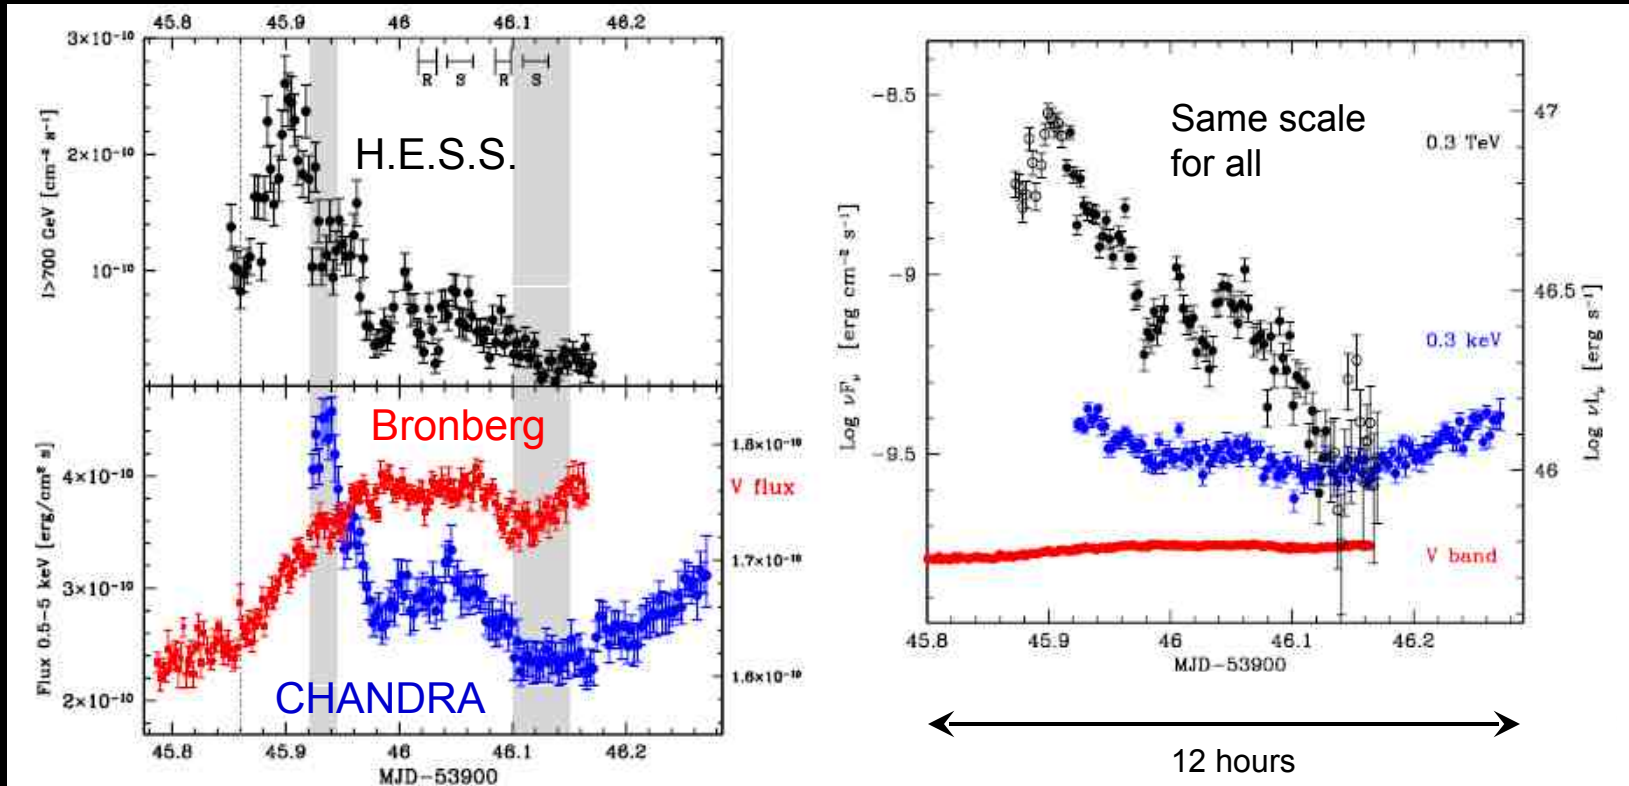 45.8 45.9 46 46.1 46.2
3×10⁻¹⁰
2×10⁻¹⁰
10⁻¹⁰
I>700 GeV [cm⁻² s⁻¹]
R S R S
H.E.S.S.
Bronberg
CHANDRA
4×10⁻¹⁰
3×10⁻¹⁰
2×10⁻¹⁰
Flux 0.5-5 keV [erg/cm² s]
1.8×10⁻¹⁰
V flux
1.7×10⁻¹⁰
1.6×10⁻¹⁰
45.8 45.9 46 46.1 46.2
MJD-53900
-8.5
-9
-9.5
Log νFν [erg cm⁻² s⁻¹]
Same scale
for all
0.3 TeV
0.3 keV
V band
47
46.5
46
Log νLν [erg s⁻¹]
45.8 45.9 46 46.1 46.2
MJD-53900
12 hours